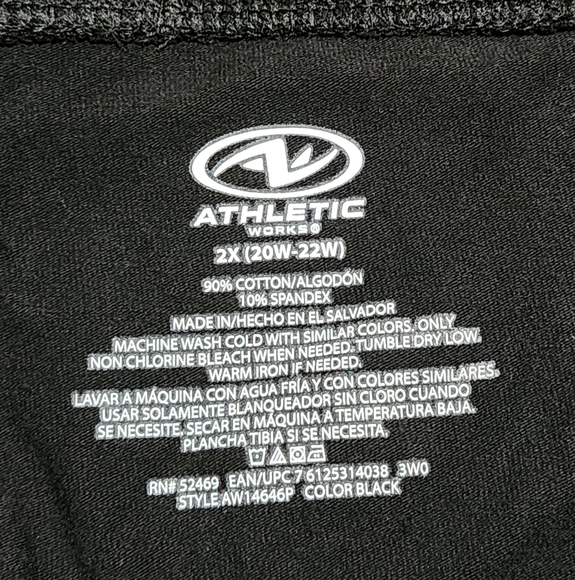 ATHLETIC
WORKS®
2X (20W-22W)
90% COTTON/ALGODÓN
10% SPANDEX
MADE IN/HECHO EN EL SALVADOR
MACHINE WASH COLD WITH SIMILAR COLORS. ONLY
NON CHLORINE BLEACH WHEN NEEDED. TUMBLE DRY LOW.
WARM IRON IF NEEDED.
LAVAR A MÁQUINA CON AGUA FRÍA Y CON COLORES SIMILARES.
USAR SOLAMENTE BLANQUEADOR SIN CLORO CUANDO
SE NECESITE. SECAR EN MÁQUINA A TEMPERATURA BAJA.
PLANCHA TIBIA SI SE NECESITA.
RN# 52469 EAN/UPC 7 6125314038 3W0
STYLE AW14646P COLOR BLACK